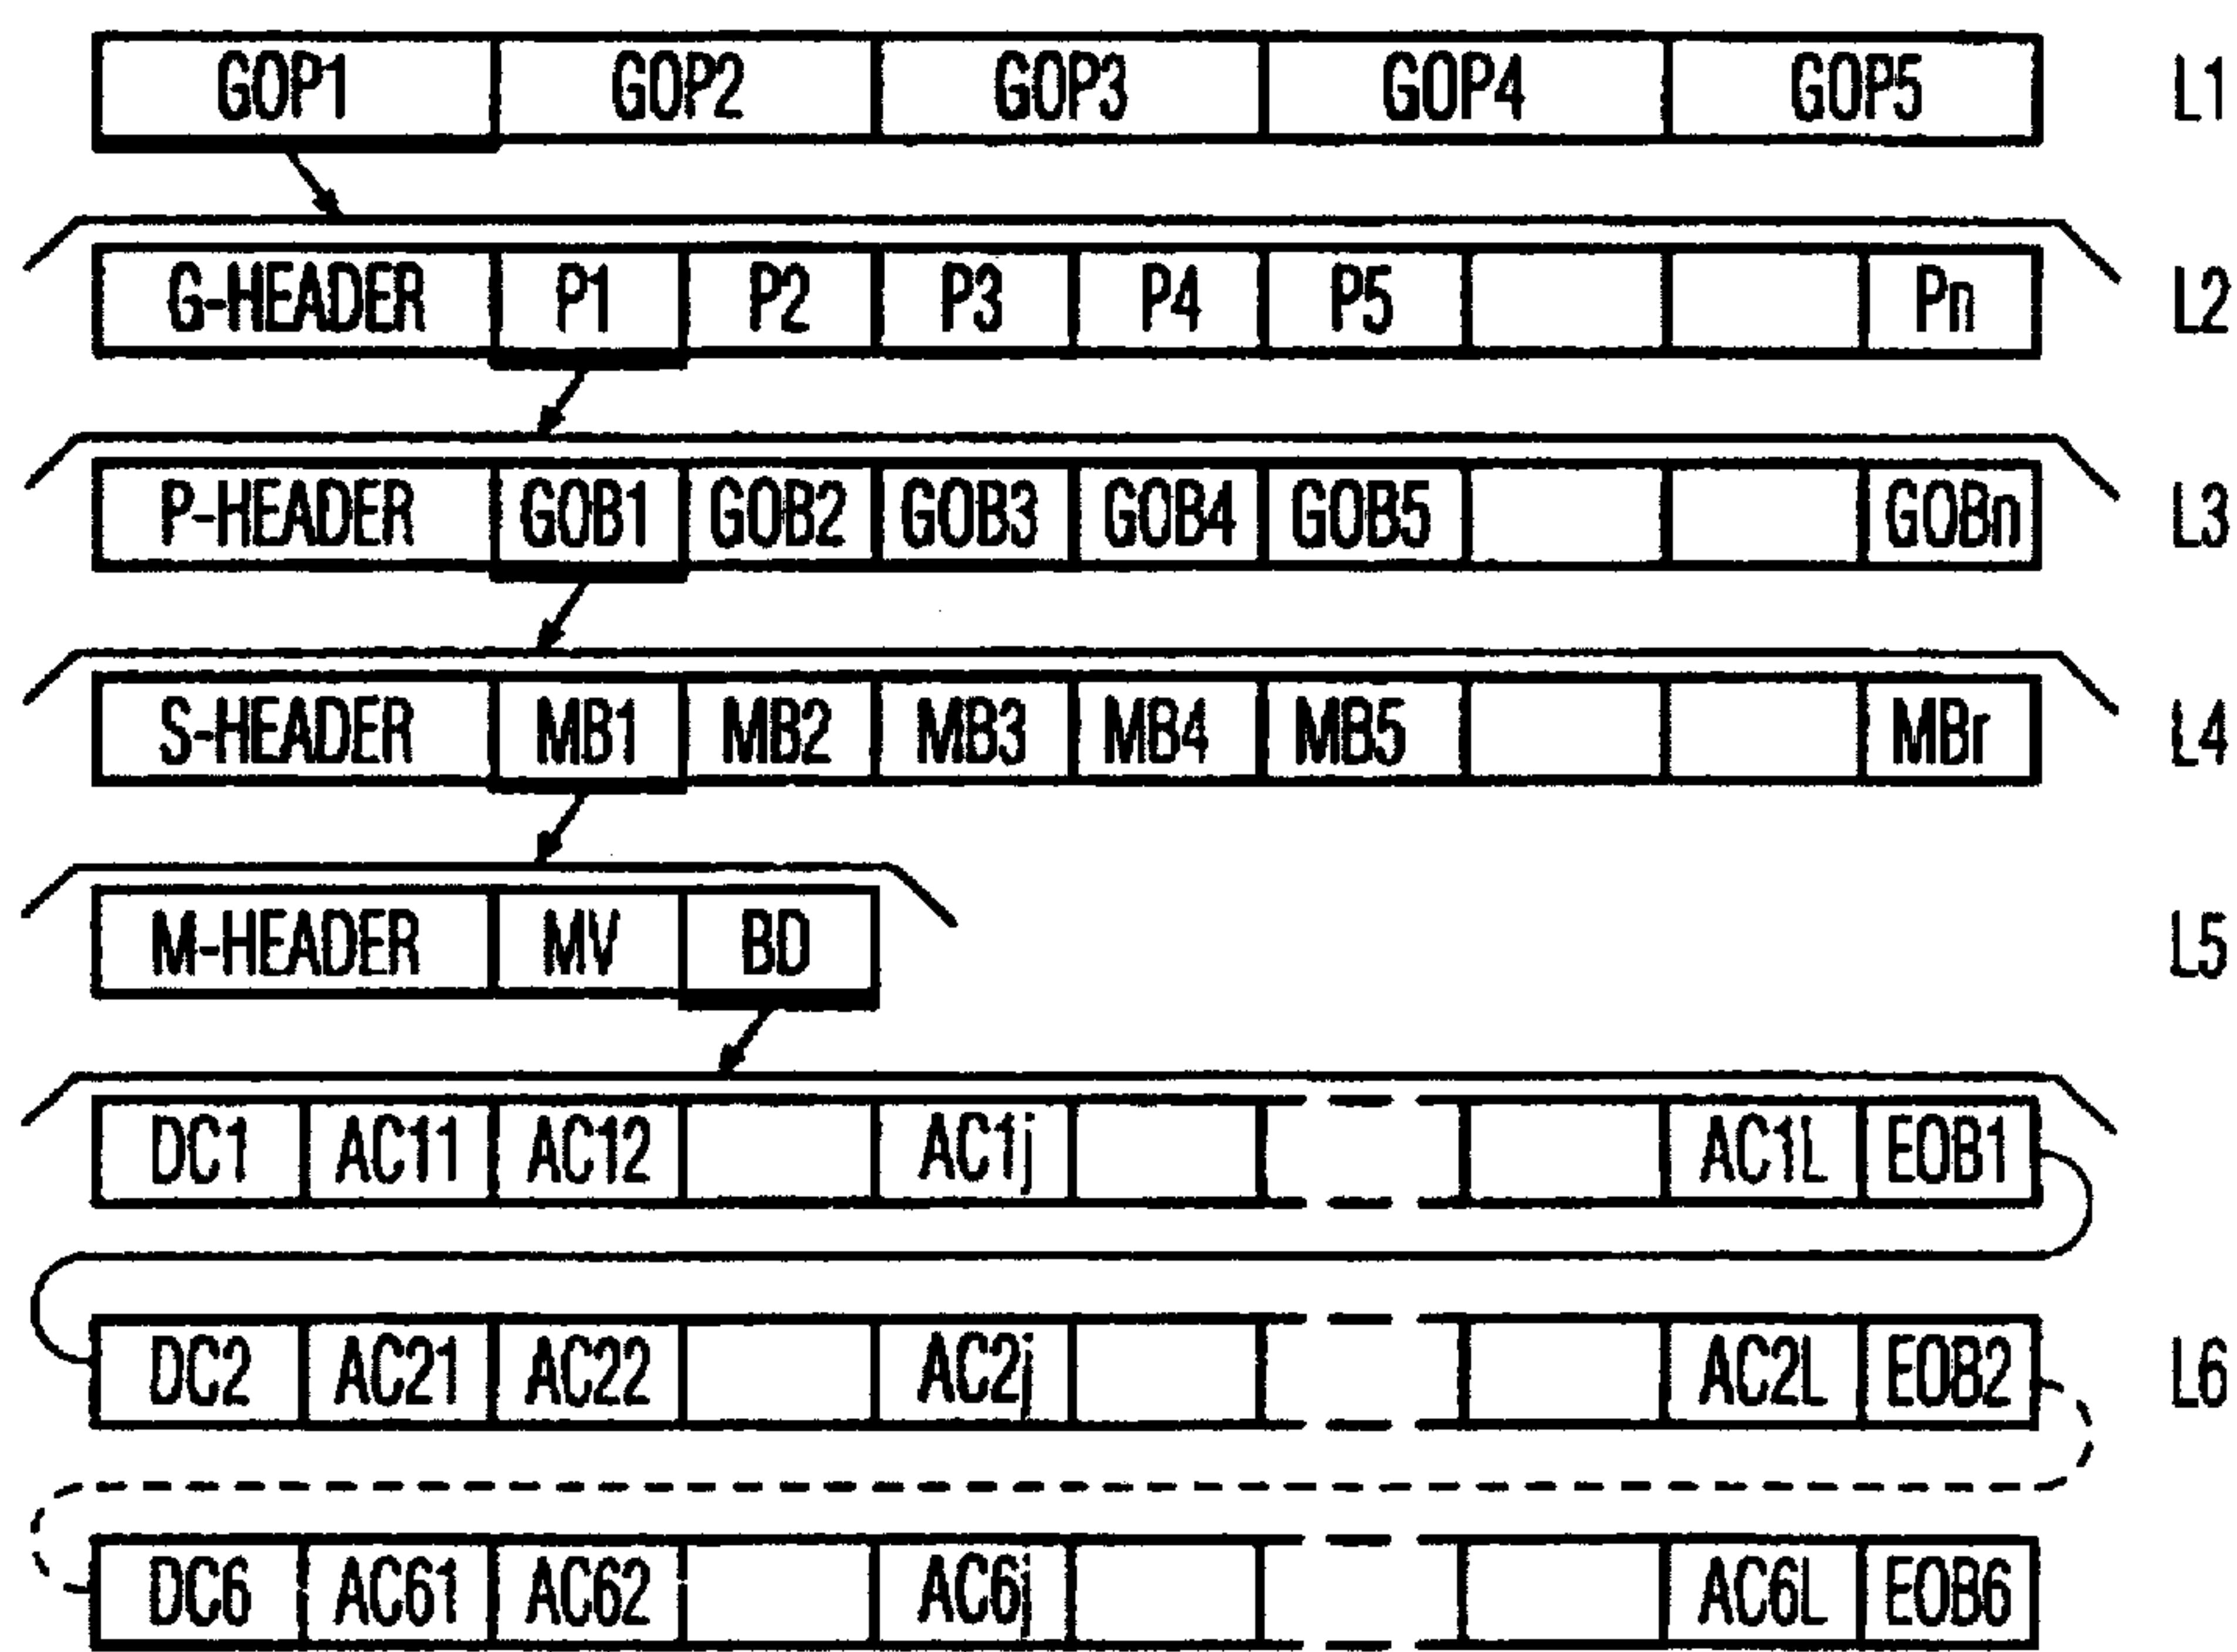 GOP1 GOP2 GOP3 GOP4 GOP5 L1
G-HEADER P1 P2 P3 P4 P5 Pn L2
P-HEADER GOB1 GOB2 GOB3 GOB4 GOB5 GOBn L3
S-HEADER MB1 MB2 MB3 MB4 MB5 MBr L4
M-HEADER MV BD L5
DC1 AC11 AC12 AC1j AC1L EOB1
DC2 AC21 AC22 AC2j AC2L EOB2 L6
DC6 AC61 AC62 AC6j AC6L EOB6